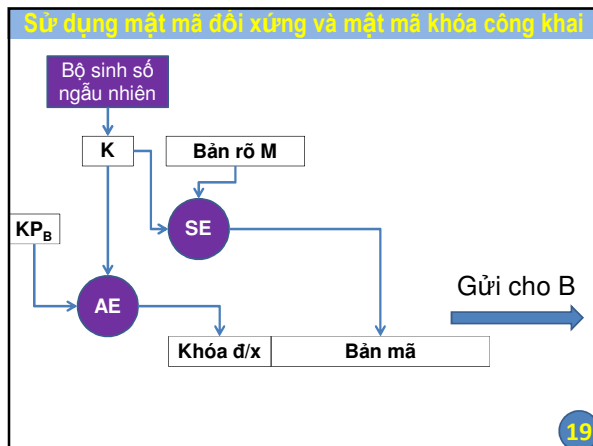 Sử dụng mật mã đối xứng và mật mã khóa công khai
Bộ sinh số
ngẫu nhiên
K
Bản rõ M
KP_B
SE
AE
Gửi cho B
Khóa đ/x
Bản mã
19